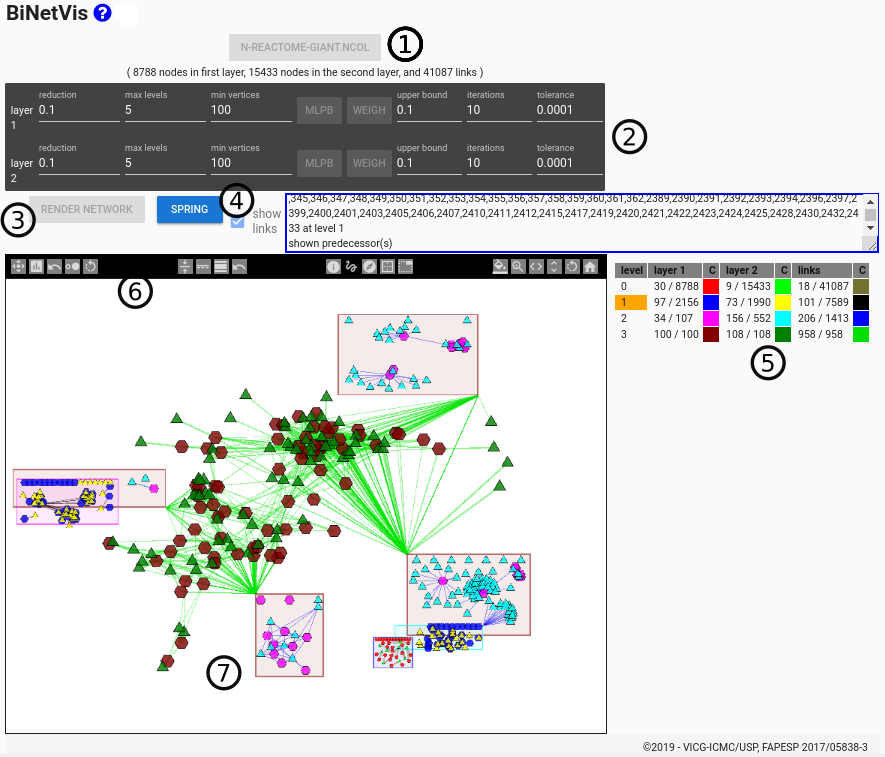 BiNetVis ?
N-REACTOME-GIANT.NCOL
1
( 8788 nodes in first layer, 15433 nodes in the second layer, and 41087 links )
reduction max levels min vertices upper bound iterations tolerance
layer 1 0.1 5 100 MLPB WEIGH 0.1 10 0.0001
2
reduction max levels min vertices upper bound iterations tolerance
layer 2 0.1 5 100 MLPB WEIGH 0.1 10 0.0001
3
RENDER NETWORK
SPRING
4
show links
,345,346,347,348,349,350,351,352,353,354,355,356,357,358,359,360,361,362,2389,2390,2391,2392,2393,2394,2396,2397,2
399,2400,2401,2403,2405,2406,2407,2410,2411,2412,2415,2417,2419,2420,2421,2422,2423,2424,2425,2428,2430,2432,24
33 at level 1
shown predecessor(s)
6
level layer 1 C layer 2 C links C
0 30 / 8788 9 / 15433 18 / 41087
1 97 / 2156 73 / 1990 101 / 7589
2 34 / 107 156 / 552 206 / 1413
3 100 / 100 108 / 108 958 / 958
5
7
©2019 - VICG-ICMC/USP, FAPESP 2017/05838-3